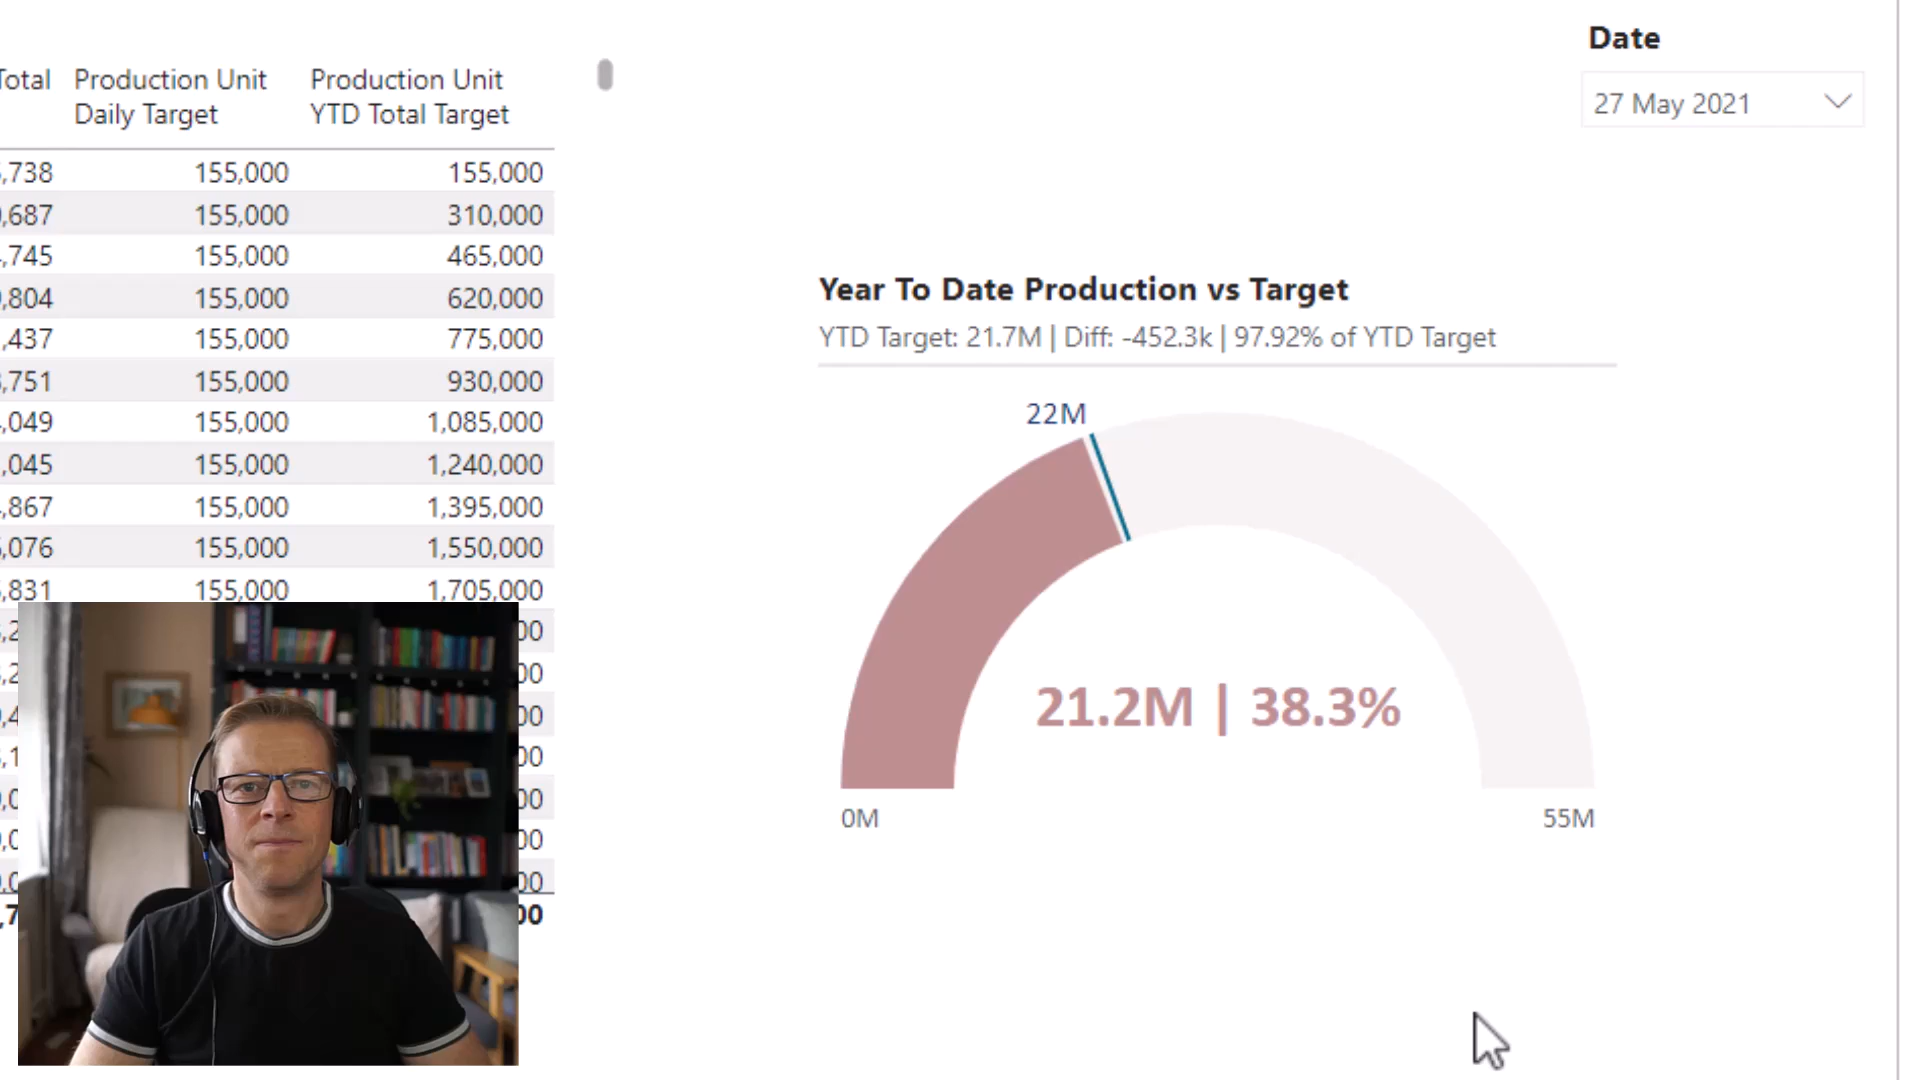 Date
27 May 2021
Total Production Unit Daily Target Production Unit YTD Total Target
,738 155,000 155,000
,687 155,000 310,000
,745 155,000 465,000
,804 155,000 620,000
,437 155,000 775,000
,751 155,000 930,000
,049 155,000 1,085,000
,045 155,000 1,240,000
,867 155,000 1,395,000
,076 155,000 1,550,000
,831 155,000 1,705,000
Year To Date Production vs Target
YTD Target: 21.7M | Diff: -452.3k | 97.92% of YTD Target
22M
21.2M | 38.3%
0M 55M